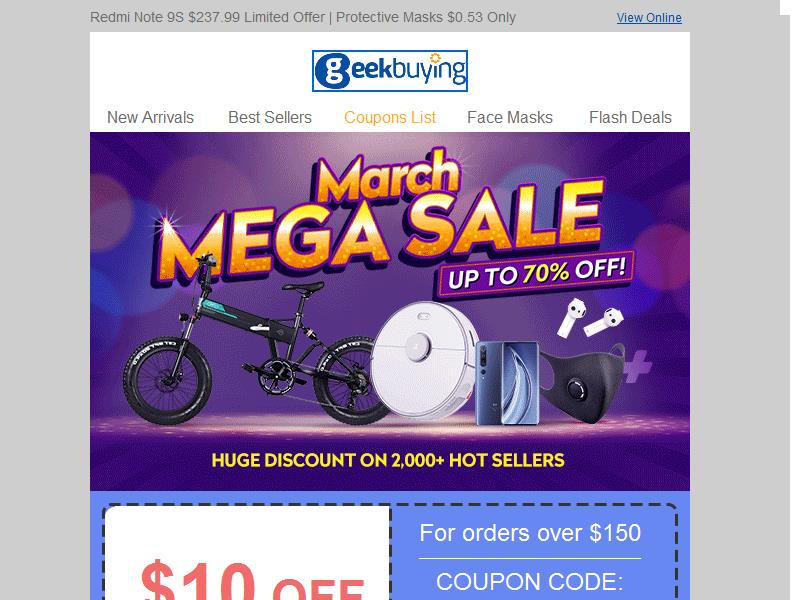 Redmi Note 9S $237.99 Limited Offer | Protective Masks $0.53 Only
View Online
geekbuying
New Arrivals Best Sellers Coupons List Face Masks Flash Deals
March
MEGA SALE
UP TO 70% OFF!
HUGE DISCOUNT ON 2,000+ HOT SELLERS
$10 OFF
For orders over $150
COUPON CODE: